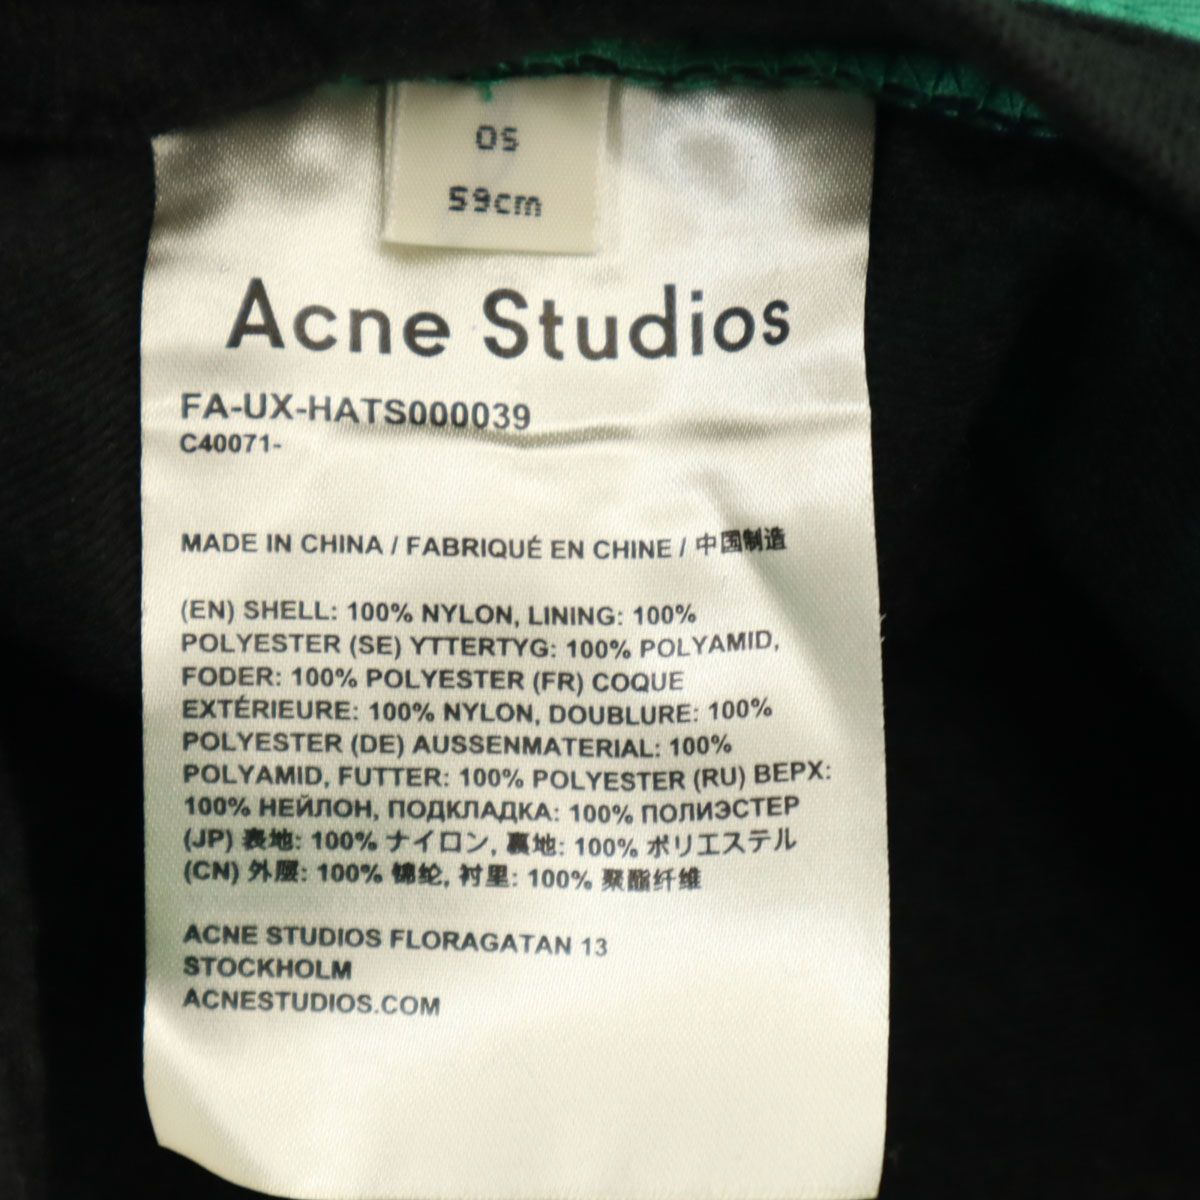 OS
59cm
Acne Studios
FA-UX-HATS000039
C40071-
MADE IN CHINA / FABRIQUÉ EN CHINE / 中国制造
(EN) SHELL: 100% NYLON, LINING: 100%
POLYESTER (SE) YTTERTYG: 100% POLYAMID,
FODER: 100% POLYESTER (FR) COQUE
EXTÉRIEURE: 100% NYLON, DOUBLURE: 100%
POLYESTER (DE) AUSSENMATERIAL: 100%
POLYAMID, FUTTER: 100% POLYESTER (RU) ВЕРХ:
100% НЕЙЛОН, ПОДКЛАДКА: 100% ПОЛИЭСТЕР
(JP) 表地: 100% ナイロン, 裏地: 100% ポリエステル
(CN) 外层: 100% 锦纶, 衬里: 100% 聚酯纤维
ACNE STUDIOS FLORAGATAN 13
STOCKHOLM
ACNESTUDIOS.COM